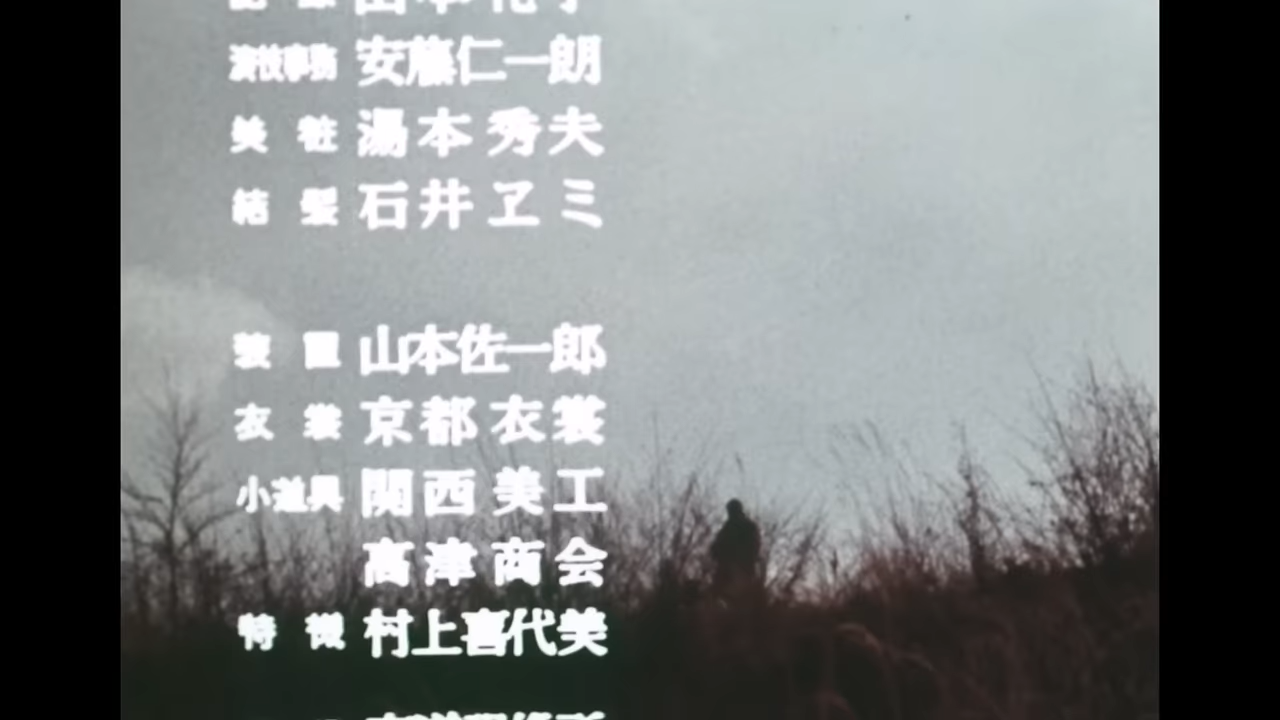 演技事務 安藤仁一朗
美 粧 湯本秀夫
結 髪 石井ヱミ
装 置 山本佐一郎
衣 裳 京都衣裳
小道具 関西美工
高津商会
特 機 村上喜代美